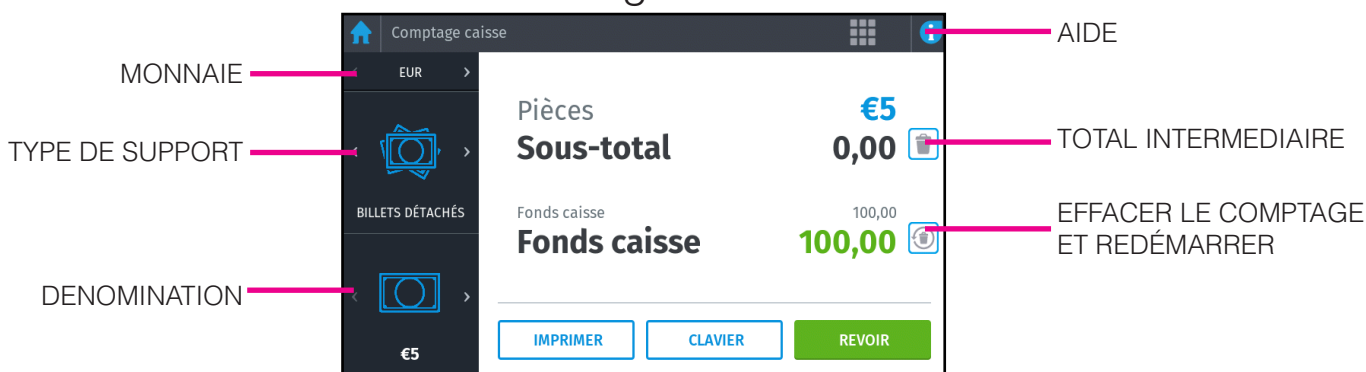 Comptage caisse
AIDE
MONNAIE
EUR
Pièces
€5
TYPE DE SUPPORT
Sous-total
0,00
TOTAL INTERMEDIAIRE
BILLETS DÉTACHÉS
Fonds caisse
100,00
Fonds caisse
100,00
EFFACER LE COMPTAGE
ET REDÉMARRER
DENOMINATION
€5
IMPRIMER
CLAVIER
REVOIR